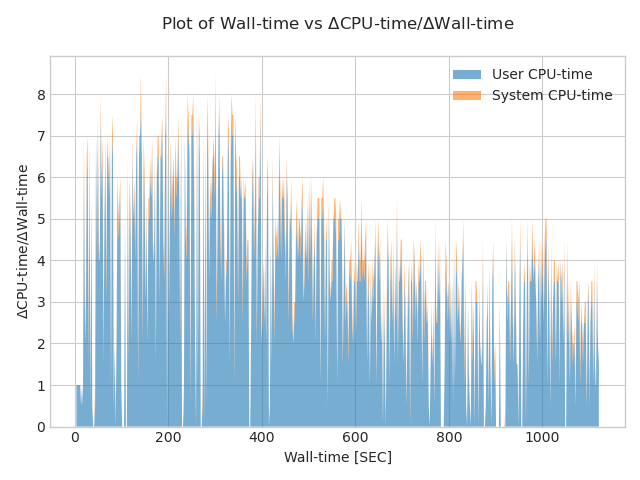 Plot of Wall-time vs ΔCPU-time/ΔWall-time
User CPU-time
System CPU-time
ΔCPU-time/ΔWall-time
8
7
6
5
4
3
2
1
0
0 200 400 600 800 1000
Wall-time [SEC]